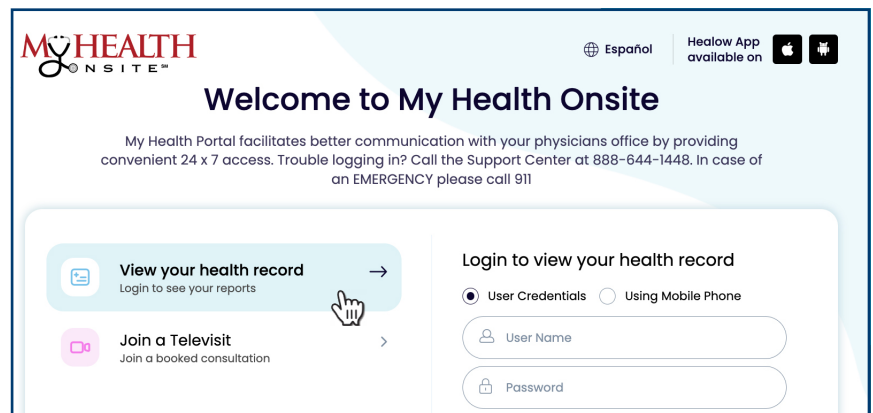 MY HEALTH
ONSITE℠
Español
Healow App
available on
Welcome to My Health Onsite
My Health Portal facilitates better communication with your physicians office by providing
convenient 24 x 7 access. Trouble logging in? Call the Support Center at 888-644-1448. In case of
an EMERGENCY please call 911
View your health record
Login to see your reports
Join a Televisit
Join a booked consultation
Login to view your health record
User Credentials Using Mobile Phone
User Name
Password